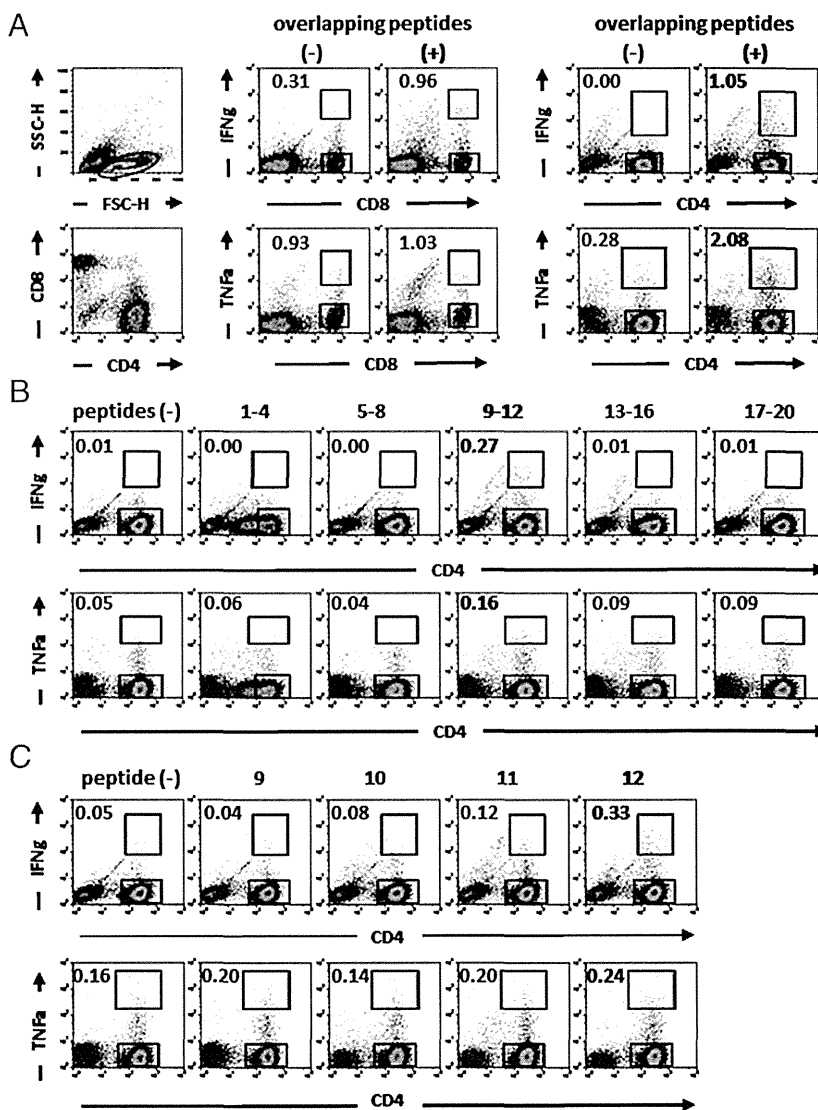 A
overlapping peptides
overlapping peptides
(-) (+)
(-) (+)
SSC-H
FSC-H
IFNg
0.31
0.96
CD8
IFNg
0.00
1.05
CD4
CD8
CD4
TNFa
0.93
1.03
CD8
TNFa
0.28
2.08
CD4
B
peptides (-) 1-4 5-8 9-12 13-16 17-20
IFNg
0.01 0.00 0.00 0.27 0.01 0.01
CD4
TNFa
0.05 0.06 0.04 0.16 0.09 0.09
CD4
C
peptide (-) 9 10 11 12
IFNg
0.05 0.04 0.08 0.12 0.33
CD4
TNFa
0.16 0.20 0.14 0.20 0.24
CD4